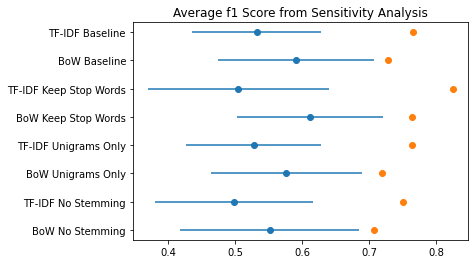 Average f1 Score from Sensitivity Analysis
TF-IDF Baseline
BoW Baseline
TF-IDF Keep Stop Words
BoW Keep Stop Words
TF-IDF Unigrams Only
BoW Unigrams Only
TF-IDF No Stemming
BoW No Stemming
0.4 0.5 0.6 0.7 0.8